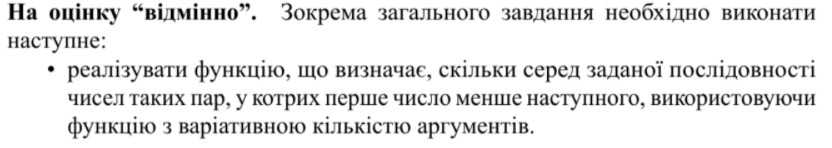 На оцінку “відмінно”. Зокрема загального завдання необхідно виконати
наступне:
• реалізувати функцію, що визначає, скільки серед заданої послідовності
чисел таких пар, у котрих перше число менше наступного, використовуючи
функцію з варіативною кількістю аргументів.